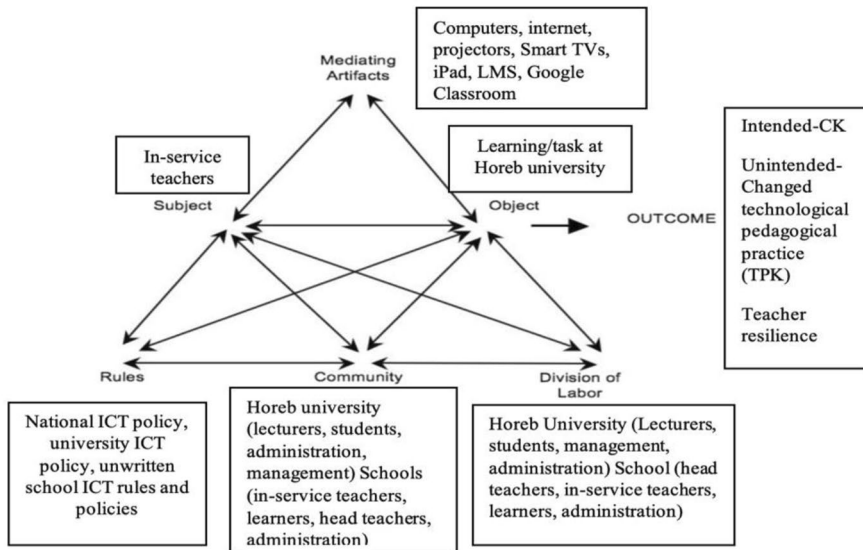 Computers, internet,
projectors, Smart TVs,
iPad, LMS, Google
Classroom
Mediating
Artifacts
In-service
teachers
Subject
Learning/task at
Horeb university
Object
OUTCOME
Intended-CK
Unintended-
Changed
technological
pedagogical
practice
(TPK)
Teacher
resilience
Rules
Community
Division of
Labor
National ICT policy,
university ICT
policy, unwritten
school ICT rules and
policies
Horeb university
(lecturers, students,
administration,
management) Schools
(in-service teachers,
learners, head teachers,
administration)
Horeb University (Lecturers,
students, management,
administration) School (head
teachers, in-service teachers,
learners, administration)